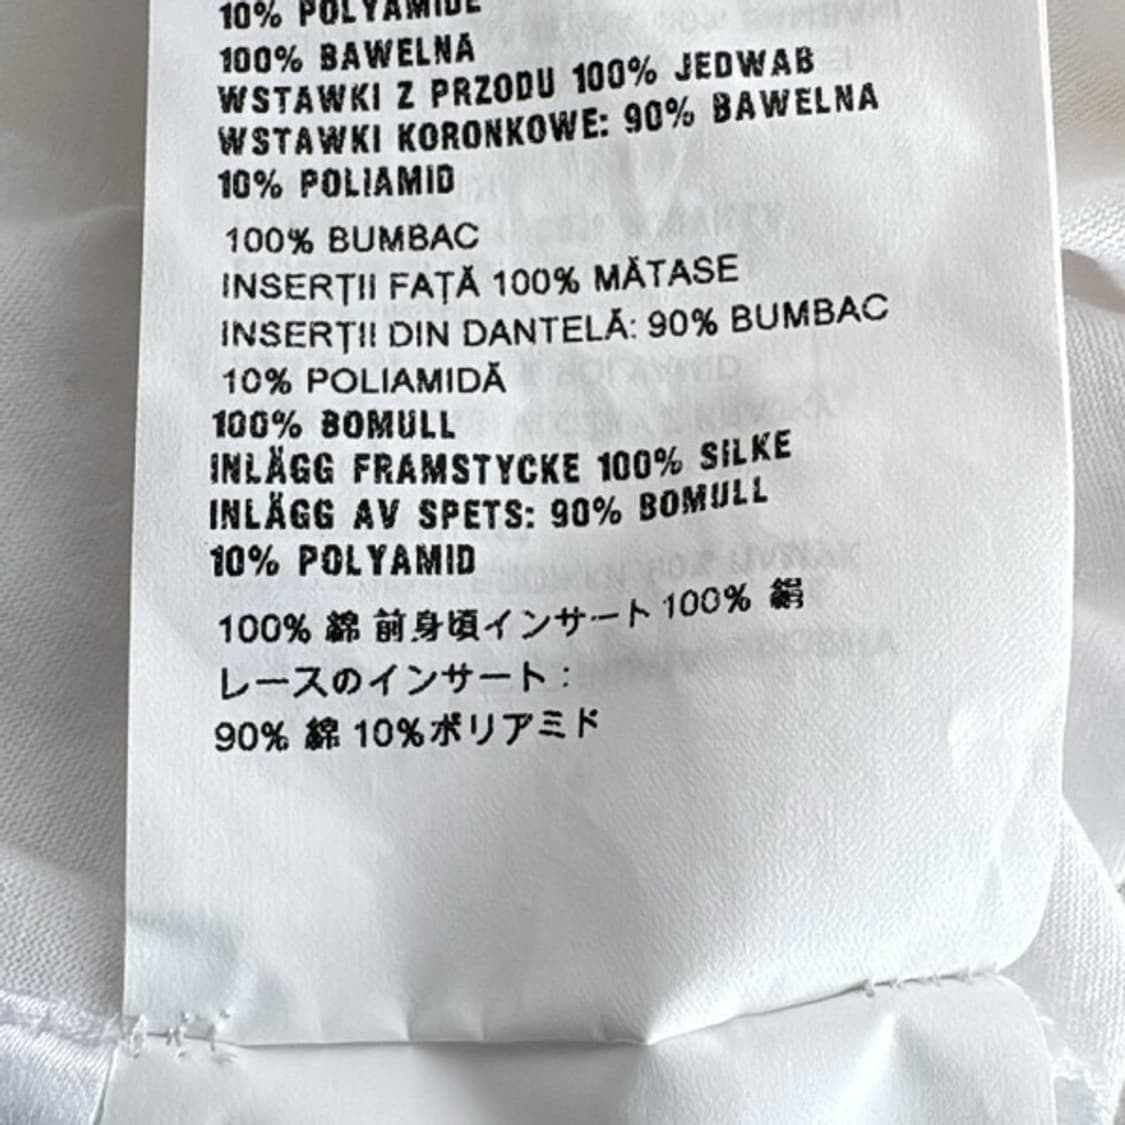 10% POLYAMIDE
100% BAWELNA
WSTAWKI Z PRZODU 100% JEDWAB
WSTAWKI KORONKOWE: 90% BAWELNA
10% POLIAMID
100% BUMBAC
INSERȚII FAȚĂ 100% MĂTASE
INSERȚII DIN DANTELĂ: 90% BUMBAC
10% POLIAMIDĂ
100% BOMULL
INLÄGG FRAMSTYCKE 100% SILKE
INLÄGG AV SPETS: 90% BOMULL
10% POLYAMID
100% 綿 前身頃インサート 100% 絹
レースのインサート:
90% 綿 10%ポリアミド